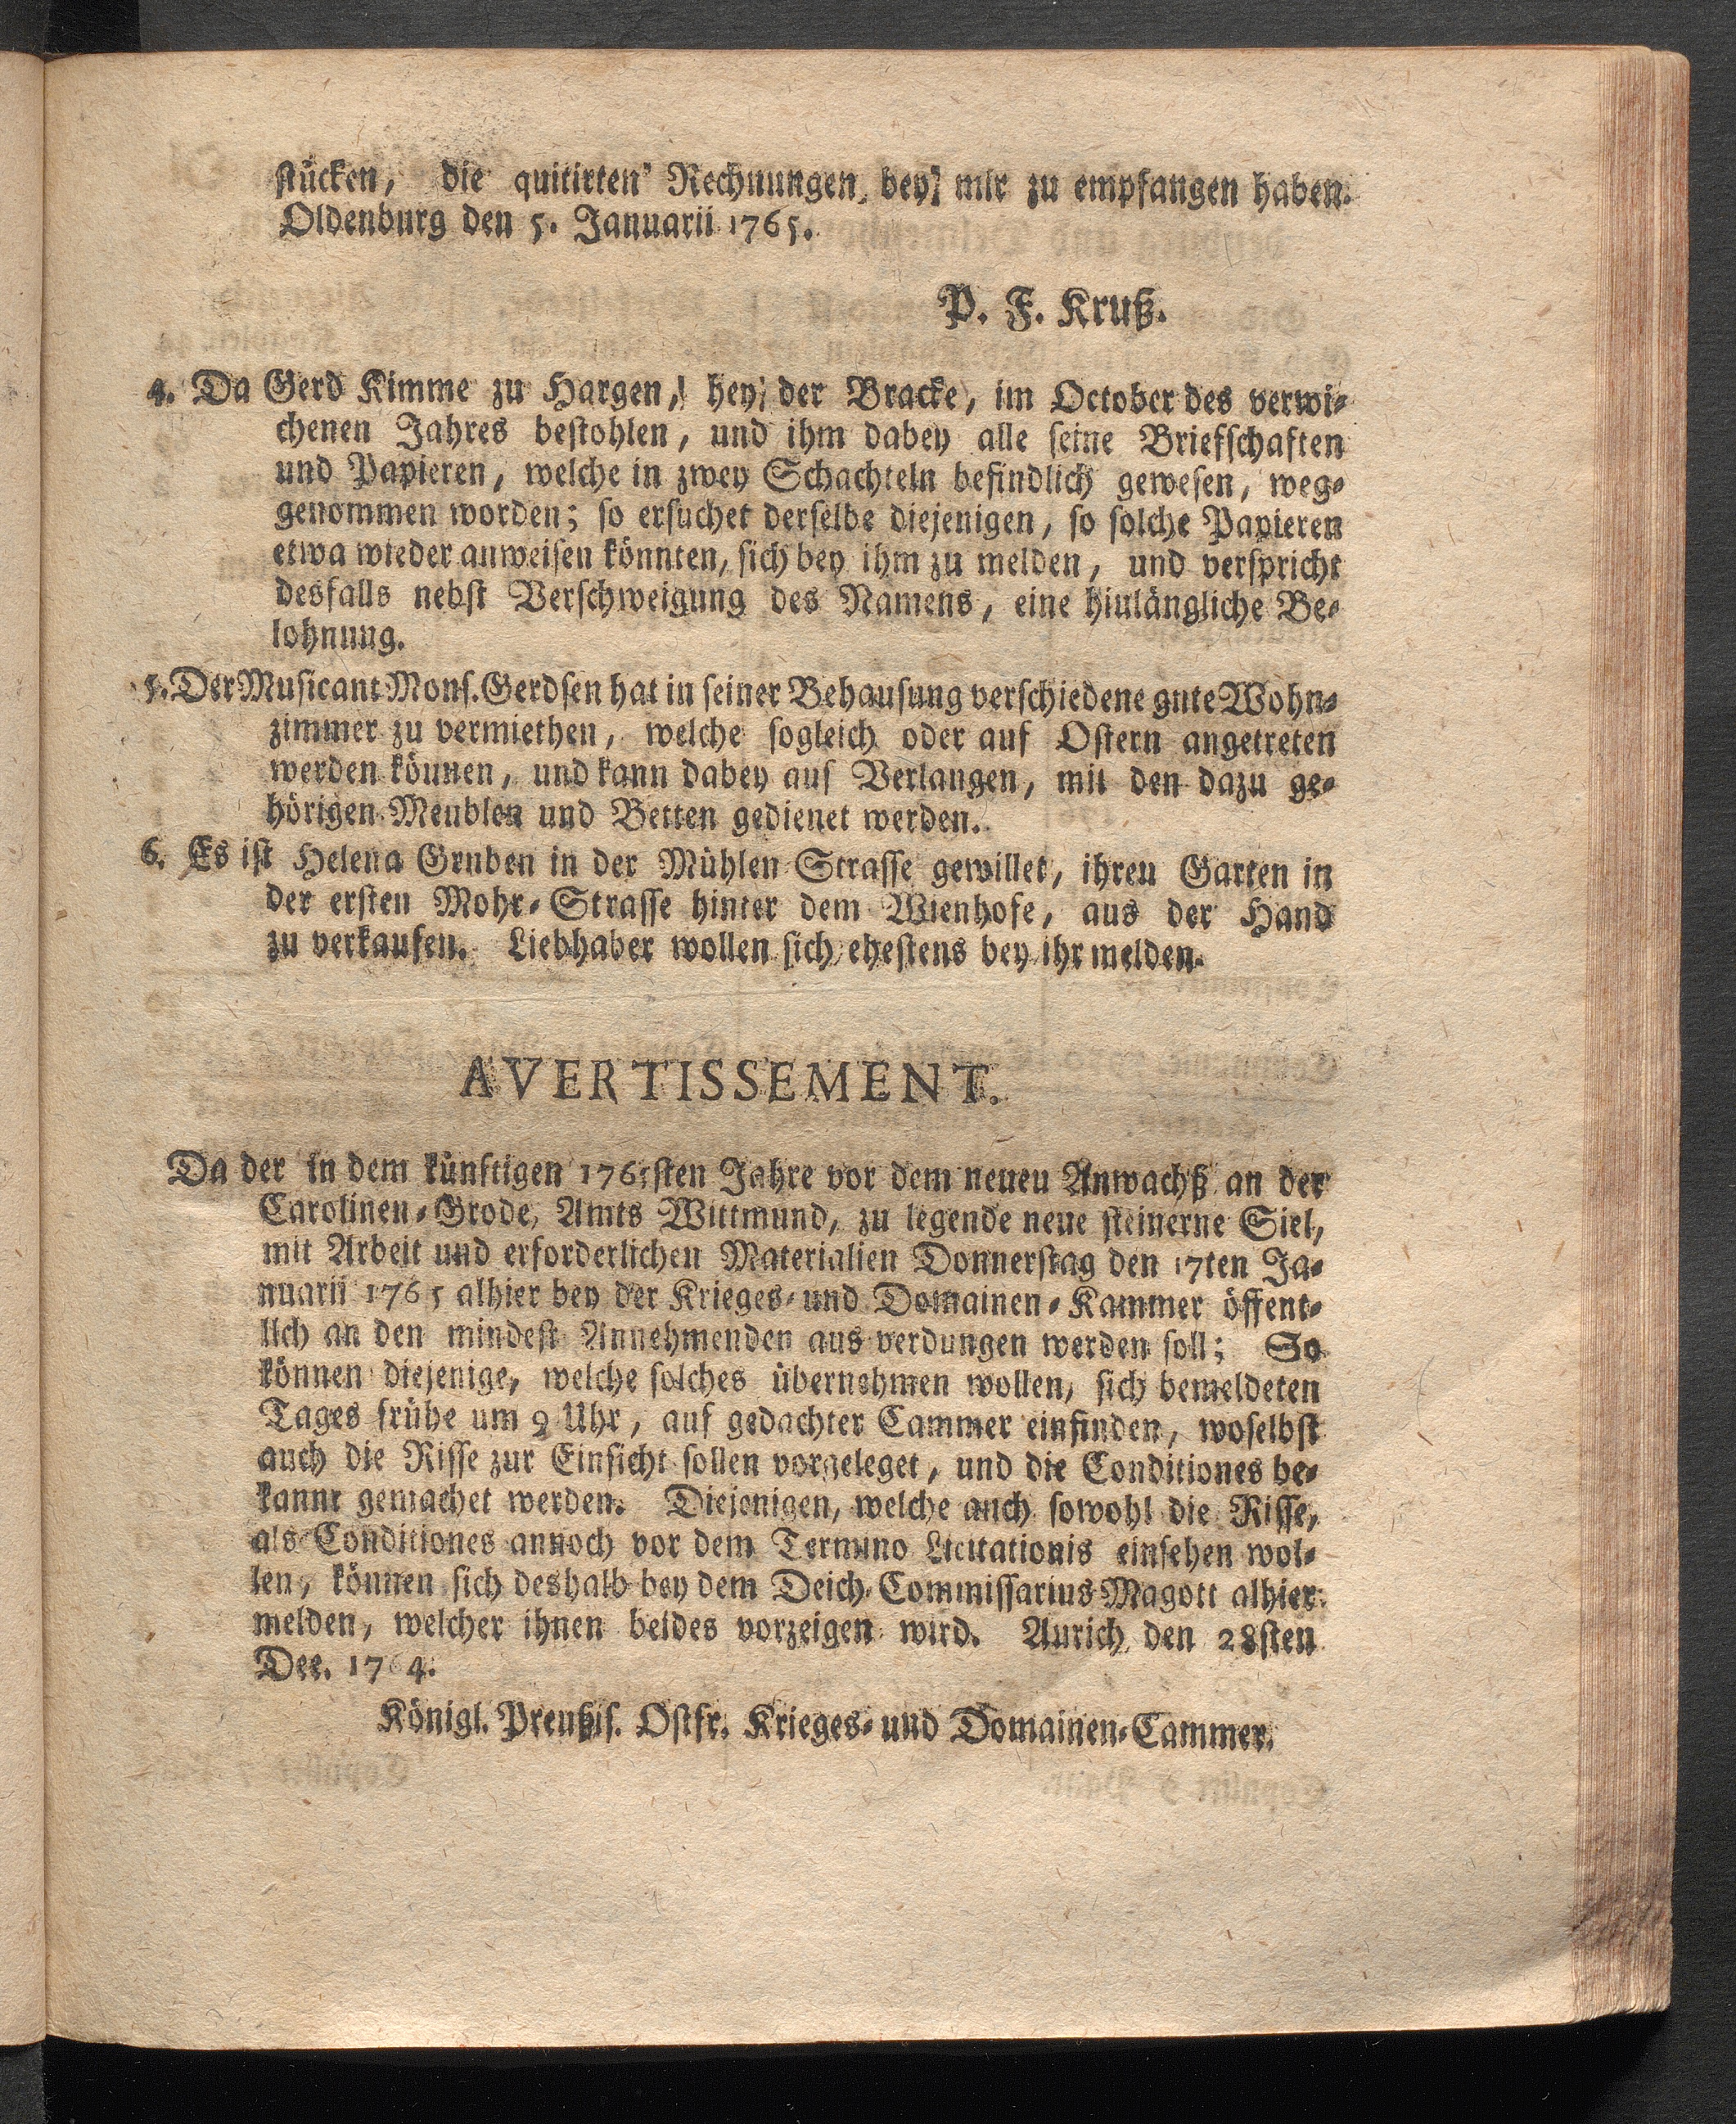 stücken, die quitirten Rechnungen bey mir zu empfangen haben.
Oldenburg den 5. Januarii 1765.
P. F. Kruß.
4. Da Gerd Kimme zu Hargen, hey der Bracke, im October des verwi-
chenen Jahres bestohlen, und ihm dabey alle seine Briefschaften
und Papieren, welche in zwey Schachteln befindlich gewesen, weg-
genommen worden; so ersuchet derselbe diejenigen, so solche Papieren
etwa wieder anweisen könnten, sich bey ihm zu melden, und verspricht
desfalls nebst Verschweigung des Namens, eine hiulängliche Be-
lohnung.
5. Der Musicant Mons. Gerdsen hat in seiner Behausung verschiedene gute Wohn-
zimmer zu vermiethen, welche sogleich oder auf Ostern angetreten
werden können, und kann dabey auf Verlangen, mit den dazu ge-
hörigen Meublen und Betten gedienet werden.
6. Es ist Helena Gruben in der Mühlen-Strasse gewillet, ihren Garten in
der ersten Mohr-Strasse hinter dem Wienhofe, aus der Hand
zu verkaufen. Liebhaber wollen sich ehestens bey ihr melden.
AVERTISSEMENT.
Da der in dem künftigen 1765sten Jahre vor dem neuen Anwachß an der
Carolinen-Grode, Amts Wittmund, zu legende neue steinerne Siel,
mit Arbeit und erforderlichen Materialien Donnerstag den 17ten Ja-
nuarii 1765 alhier bey der Krieges- und Domainen-Kammer öffent-
lich an den mindest Annehmenden aus verdungen werden soll; So
können diejenige, welche solches übernehmen wollen, sich bemeldeten
Tages frühe um 9 Uhr, auf gedachter Cammer einfinden, woselbst
auch die Risse zur Einsicht sollen vorgeleget, und die Conditiones be-
kannt gemachet werden. Diejenigen, welche auch sowohl die Risse,
als Conditiones annoch vor dem Termino Licitationis einsehen wol-
len, können sich deshalb bey dem Deich-Commissarius Magott alhier
melden, welcher ihnen beides vorzeigen wird. Aurich den 28sten
Dec. 1764.
Königl. Preußis. Ostfr. Krieges- und Domainen-Cammer.